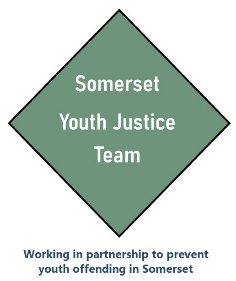 Somerset
Youth Justice
Team
Working in partnership to prevent
youth offending in Somerset